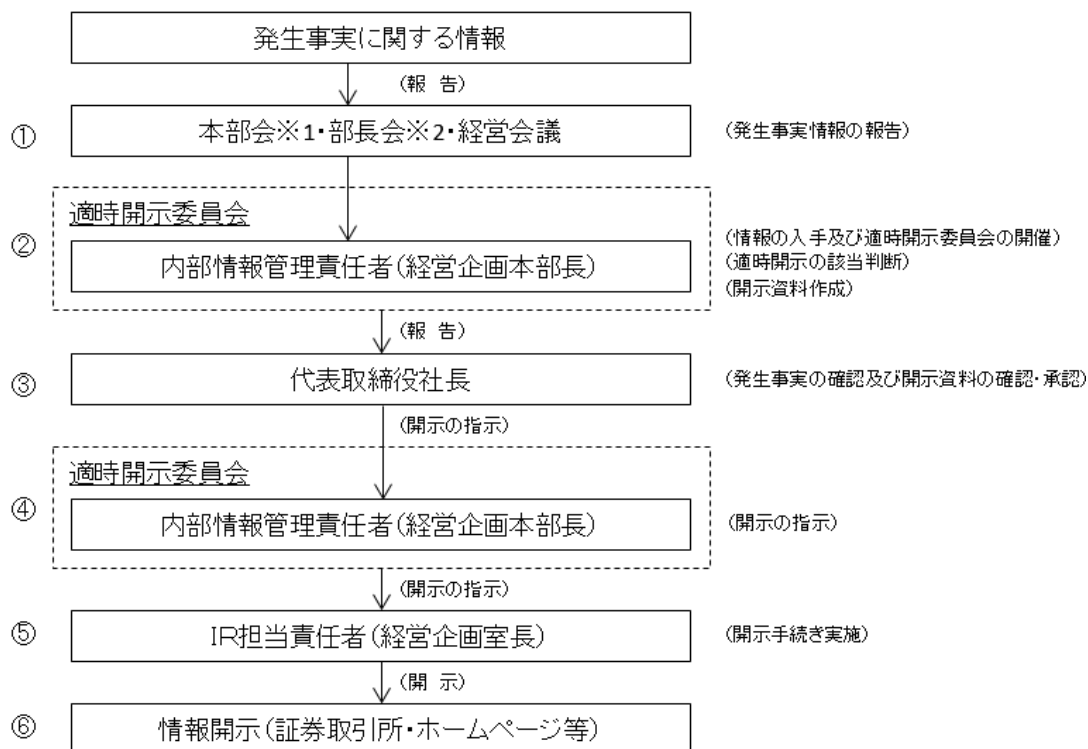 発生事実に関する情報
(報 告)
① 本部会※1・部長会※2・経営会議 (発生事実情報の報告)
適時開示委員会
② 内部情報管理責任者(経営企画本部長)
(情報の入手及び適時開示委員会の開催)
(適時開示の該当判断)
(開示資料作成)
(報 告)
③ 代表取締役社長 (発生事実の確認及び開示資料の確認・承認)
(開示の指示)
適時開示委員会
④ 内部情報管理責任者(経営企画本部長) (開示の指示)
(開示の指示)
⑤ IR担当責任者(経営企画室長) (開示手続き実施)
(開 示)
⑥ 情報開示(証券取引所・ホームページ等)